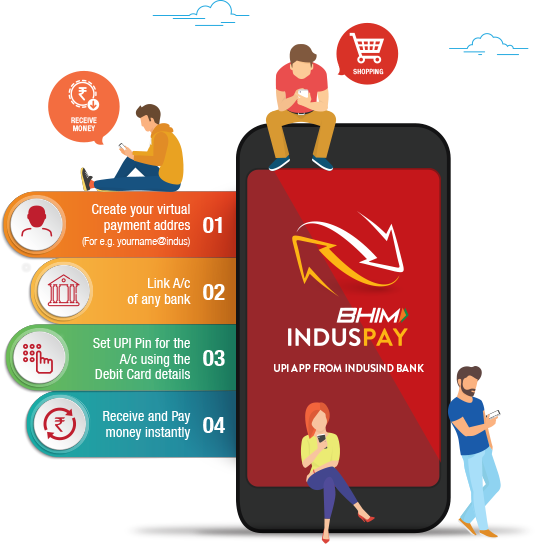 SHOPPING
RECEIVE
MONEY
Create your virtual
payment addres
(For e.g. yourname@indus)
01
Link A/c
of any bank
02
Set UPI Pin for the
A/c using the
Debit Card details
03
Receive and Pay
money instantly
04
BHIM
INDUSPAY
UPI APP FROM INDUSIND BANK